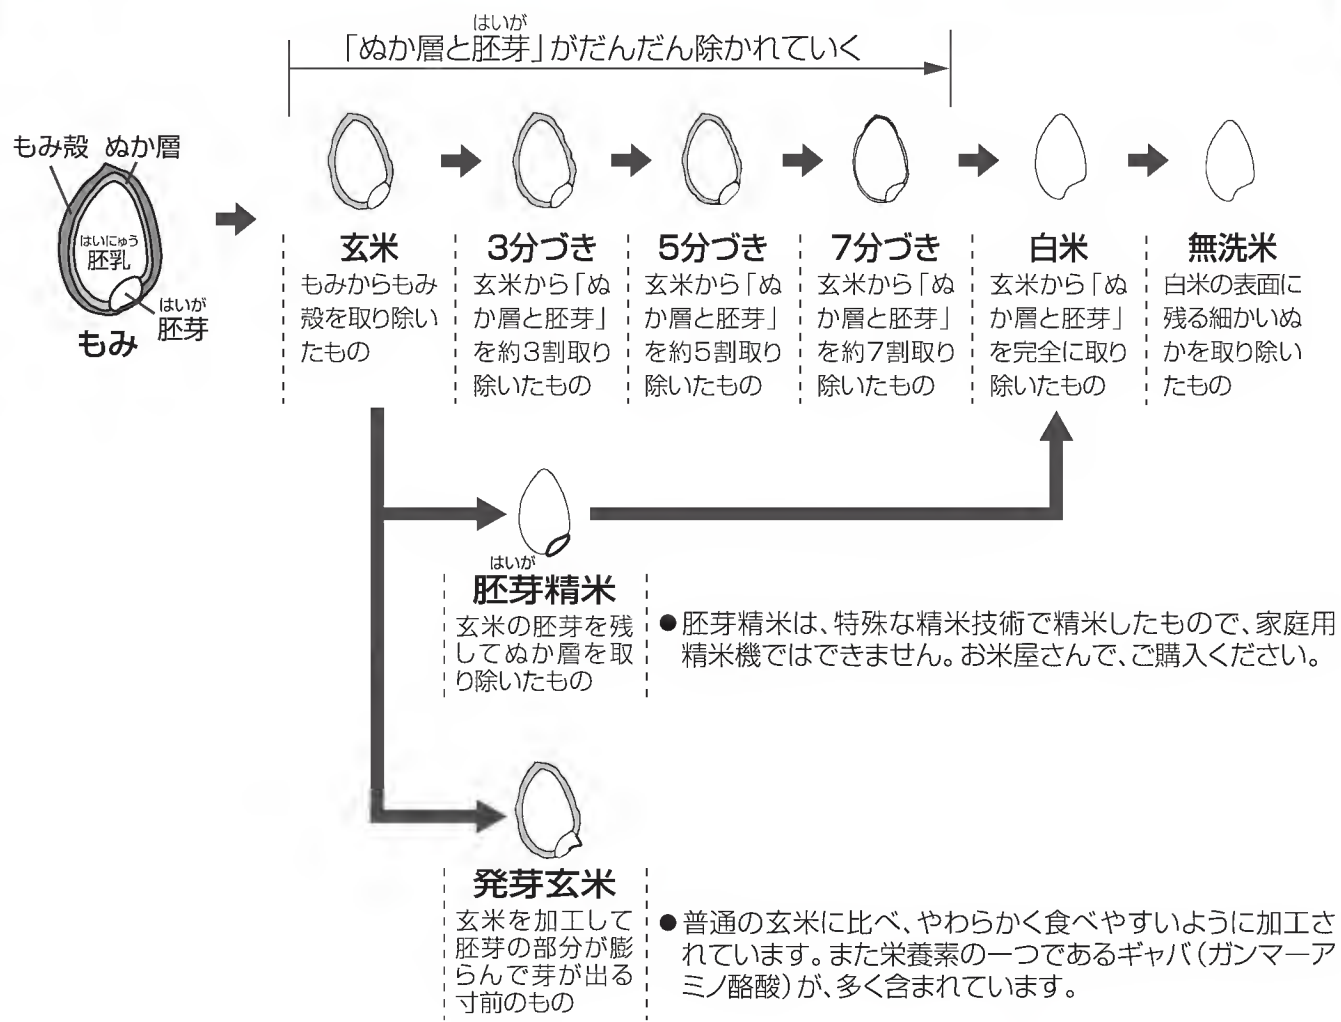 はいが
「ぬか層と胚芽」がだんだん除かれていく
もみ殻 ぬか層
はいにゅう
胚乳
はいが
胚芽
もみ
玄米
もみからもみ
殻を取り除い
たもの
3分づき
玄米から「ぬ
か層と胚芽」
を約3割取り
除いたもの
5分づき
玄米から「ぬ
か層と胚芽」
を約5割取り
除いたもの
7分づき
玄米から「ぬ
か層と胚芽」
を約7割取り
除いたもの
白米
玄米から「ぬ
か層と胚芽」
を完全に取り
除いたもの
無洗米
白米の表面に
残る細かいぬ
かを取り除い
たもの
はいが
胚芽精米
玄米の胚芽を残
してぬか層を取
り除いたもの
●胚芽精米は、特殊な精米技術で精米したもので、家庭用
精米機ではできません。お米屋さんで、ご購入ください。
発芽玄米
玄米を加工して
胚芽の部分が膨
らんで芽が出る
寸前のもの
●普通の玄米に比べ、やわらかく食べやすいように加工さ
れています。また栄養素の一つであるギャバ(ガンマーア
ミノ酪酸)が、多く含まれています。